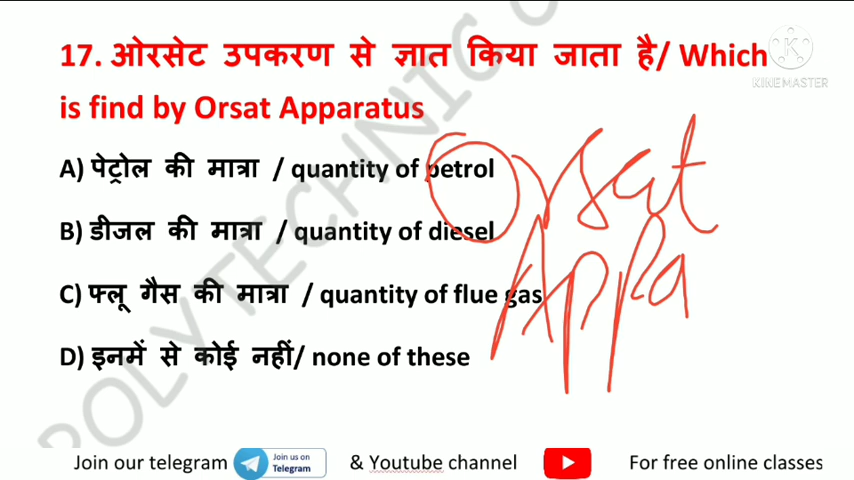 17. ओरसेट उपकरण से ज्ञात किया जाता है/ Which
is find by Orsat Apparatus
A) पेट्रोल की मात्रा / quantity of petrol
B) डीजल की मात्रा / quantity of diesel
C) फ्लू गैस की मात्रा / quantity of flue gas
D) इनमें से कोई नहीं/ none of these
Orsat
Appa
KINEMASTER
POLYTECHNIC
Join our telegram Join us on Telegram & Youtube channel For free online classes